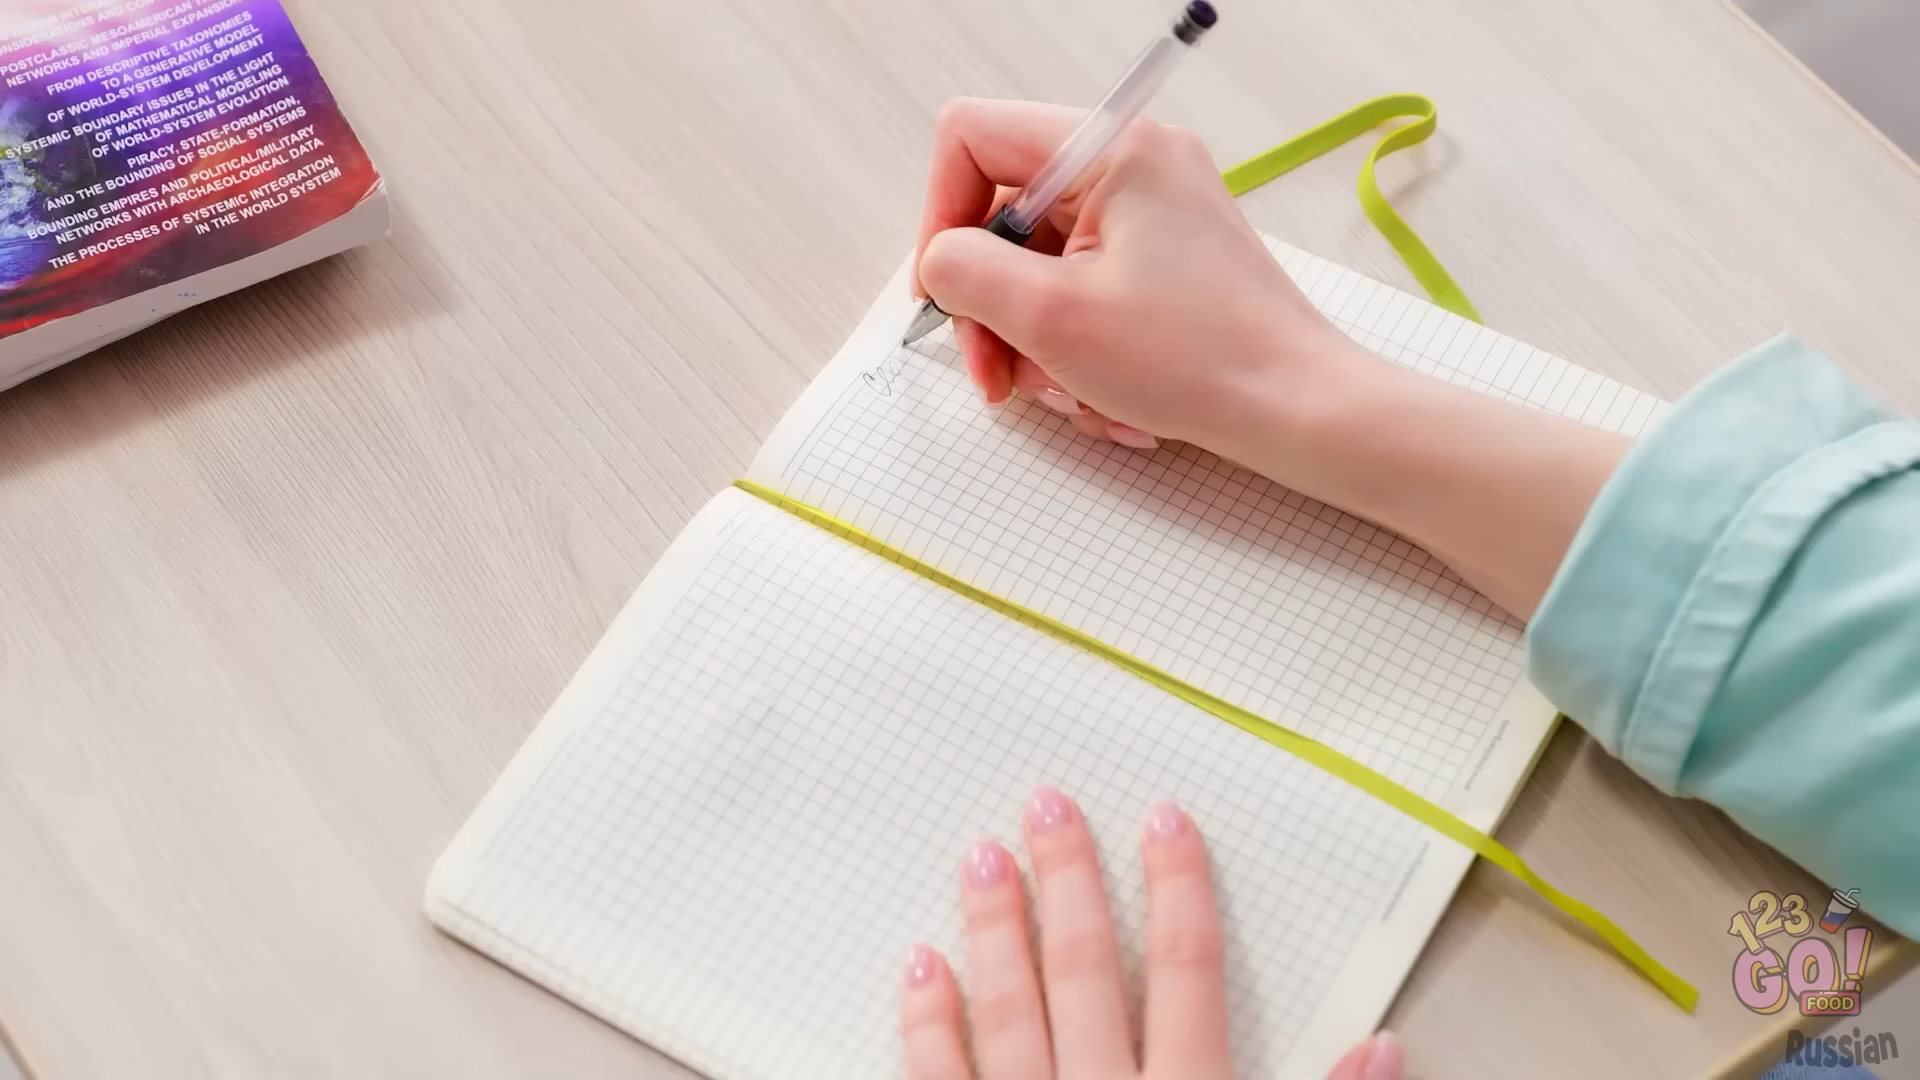 POSTCLASSIC MESOAMERICAN
NETWORKS AND IMPERIAL EXPANSION
FROM DESCRIPTIVE TAXONOMIES
TO A GENERATIVE MODEL
OF WORLD-SYSTEM DEVELOPMENT
SYSTEMIC BOUNDARY ISSUES IN THE LIGHT
OF MATHEMATICAL MODELING
OF WORLD-SYSTEM EVOLUTION
PIRACY, STATE-FORMATION,
AND THE BOUNDING OF SOCIAL SYSTEMS
BOUNDING EMPIRES AND POLITICAL/MILITARY
NETWORKS WITH ARCHAEOLOGICAL DATA
THE PROCESSES OF SYSTEMIC INTEGRATION
IN THE WORLD SYSTEM
123
GO!
FOOD
Russian